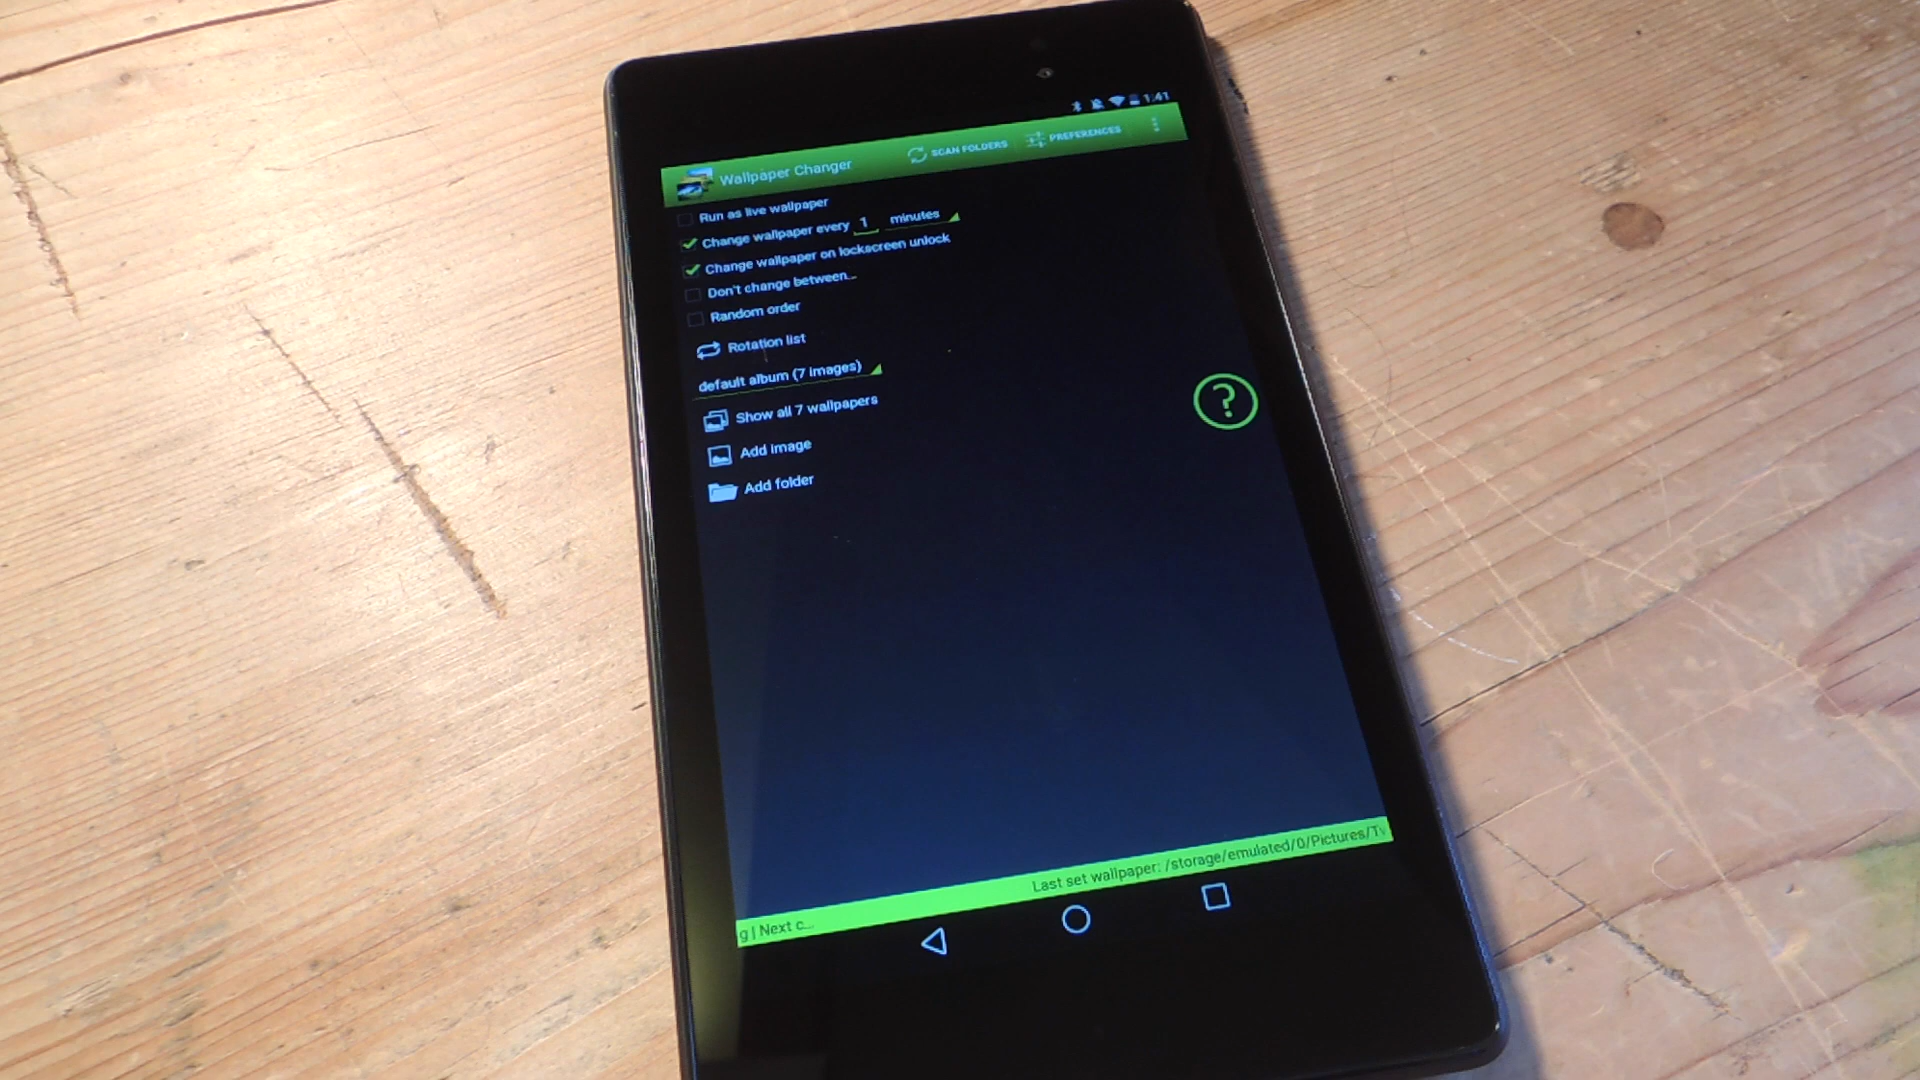 1:41
Wallpaper Changer SCAN FOLDERS PREFERENCES
Run as live wallpaper
Change wallpaper every 1 minutes
Change wallpaper on lockscreen unlock
Don't change between...
Random order
Rotation list
default album (7 images)
Show all 7 wallpapers
Add image
Add folder
?
Last set wallpaper: /storage/emulated/0/Pictures/Tv
g | Next c...